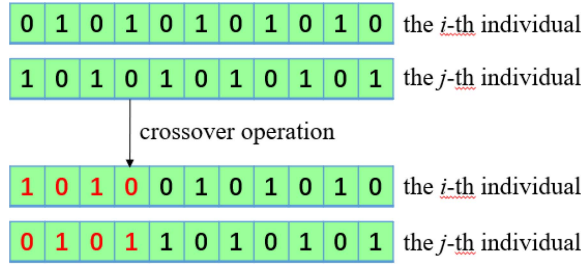 0 1 0 1 0 1 0 1 0 1 0 the i-th individual
1 0 1 0 1 0 1 0 1 0 1 the j-th individual
crossover operation
1 0 1 0 0 1 0 1 0 1 0 the i-th individual
0 1 0 1 1 0 1 0 1 0 1 the j-th individual